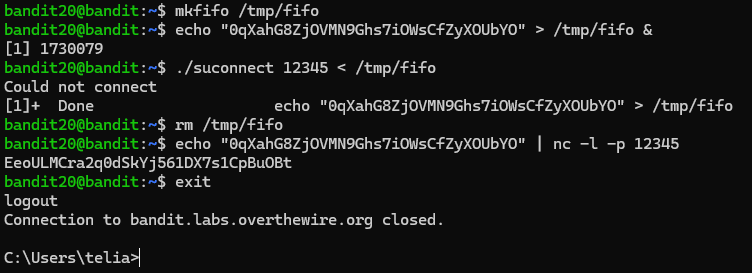 bandit20@bandit:~$ mkfifo /tmp/fifo
bandit20@bandit:~$ echo "0qXahG8ZjOVMN9Ghs7iOWsCfZyXOUbYO" > /tmp/fifo &
[1] 1730079
bandit20@bandit:~$ ./suconnect 12345 < /tmp/fifo
Could not connect
[1]+  Done                    echo "0qXahG8ZjOVMN9Ghs7iOWsCfZyXOUbYO" > /tmp/fifo
bandit20@bandit:~$ rm /tmp/fifo
bandit20@bandit:~$ echo "0qXahG8ZjOVMN9Ghs7iOWsCfZyXOUbYO" | nc -l -p 12345
EeoULMCra2q0dSkYj561DX7s1CpBuOBt
bandit20@bandit:~$ exit
logout
Connection to bandit.labs.overthewire.org closed.
C:\Users\telia>